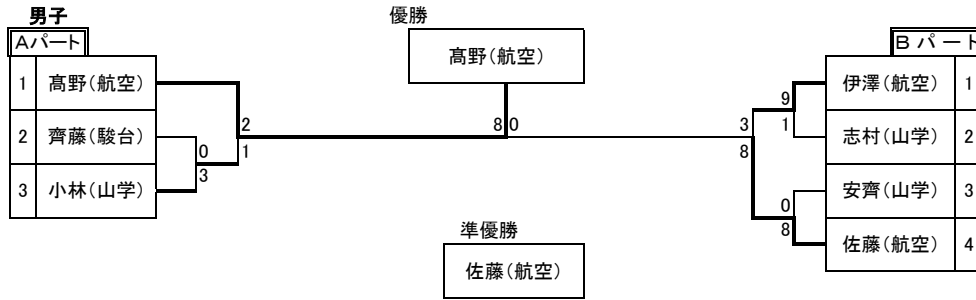 男子
Aパート
1 髙野(航空)
2 齊藤(駿台)
3 小林(山学)
0
3
2
1
優勝
髙野(航空)
8 0
準優勝
佐藤(航空)
Bパート
伊澤(航空) 1
志村(山学) 2
安齊(山学) 3
佐藤(航空) 4
9
1
0
8
3
8